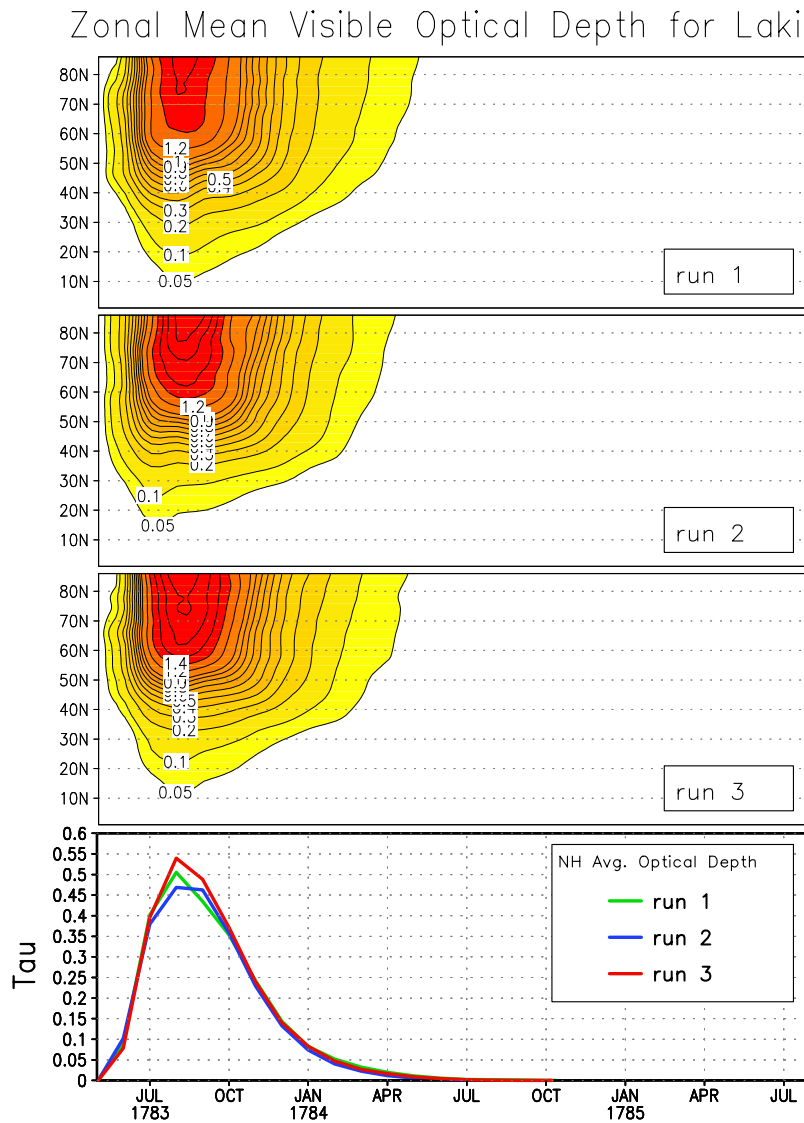 Zonal Mean Visible Optical Depth for Laki
80N
70N
60N
50N
40N
30N
20N
10N
1.2
0.5
0.3
0.2
0.1
0.05
run 1
80N
70N
60N
50N
40N
30N
20N
10N
1.2
0.2
0.1
0.05
run 2
80N
70N
60N
50N
40N
30N
20N
10N
1.4
0.2
0.1
0.05
run 3
0.6
0.55
0.5
0.45
0.4
0.35
0.3
0.25
0.2
0.15
0.1
0.05
0
Tau
NH Avg. Optical Depth
run 1
run 2
run 3
JUL OCT JAN APR JUL OCT JAN APR JUL
1783 1784 1785